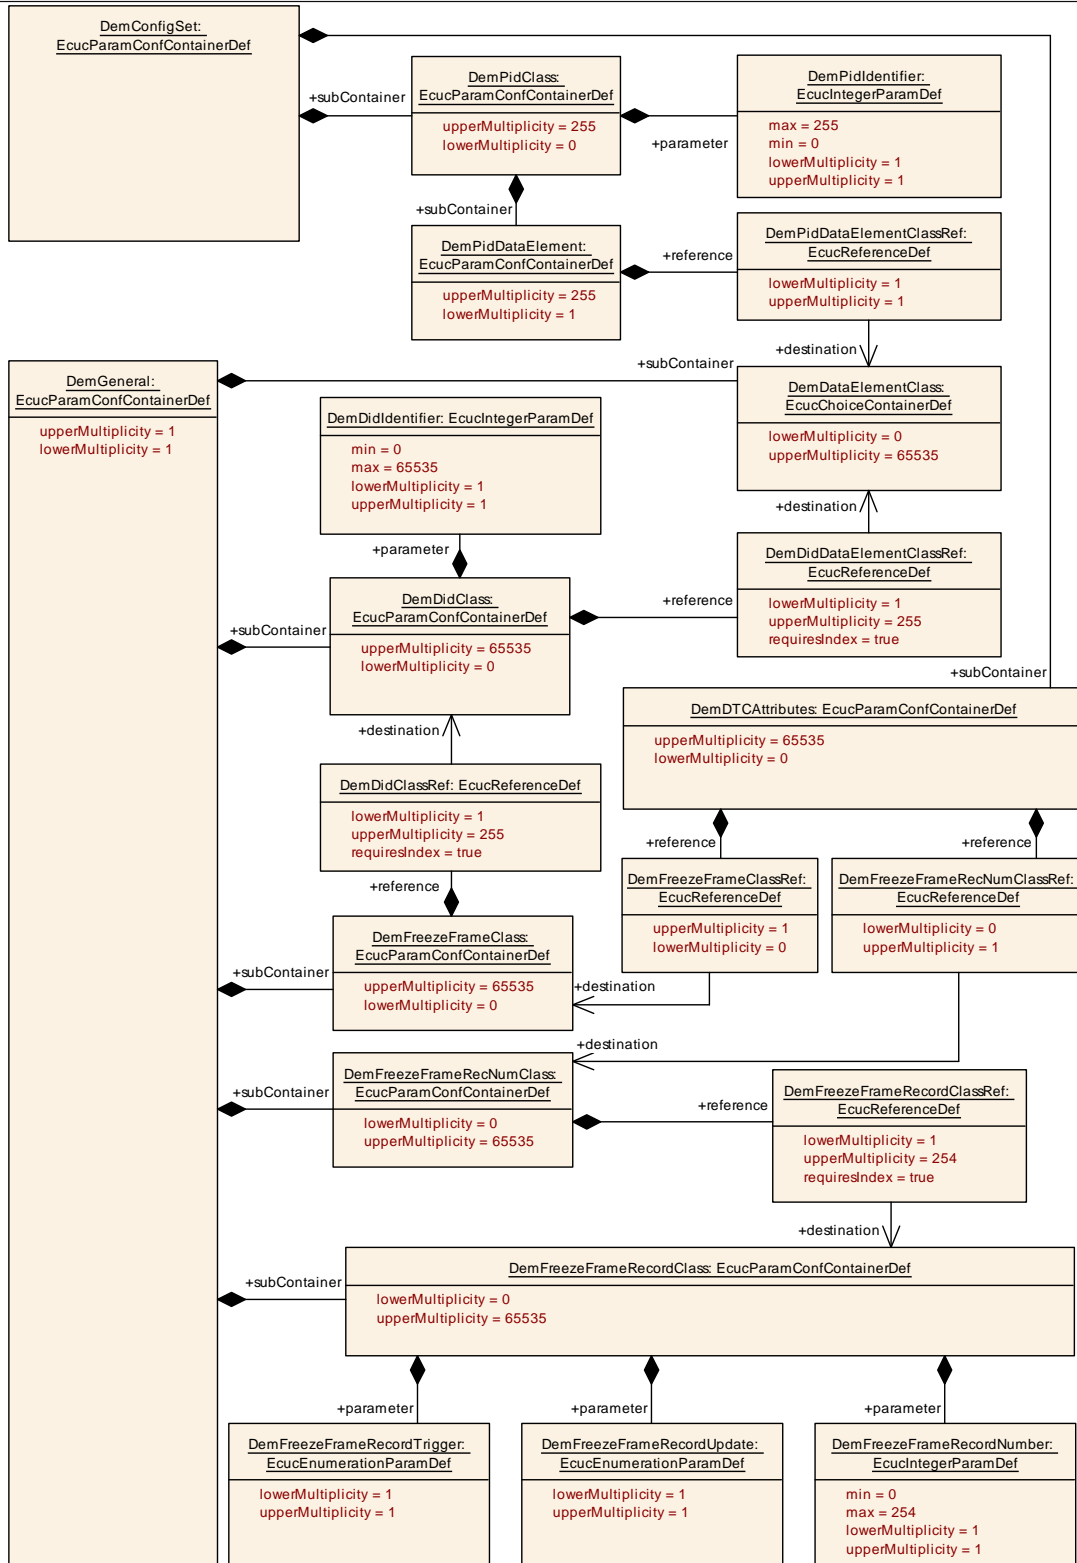 DemConfigSet:
EcucParamConfContainerDef
+subContainer
DemPidClass:
EcucParamConfContainerDef
upperMultiplicity = 255
lowerMultiplicity = 0
+parameter
DemPidIdentifier:
EcucIntegerParamDef
max = 255
min = 0
lowerMultiplicity = 1
upperMultiplicity = 1
+subContainer
DemPidDataElement:
EcucParamConfContainerDef
upperMultiplicity = 255
lowerMultiplicity = 1
+reference
DemPidDataElementClassRef:
EcucReferenceDef
lowerMultiplicity = 1
upperMultiplicity = 1
+destination
+subContainer
DemGeneral:
EcucParamConfContainerDef
upperMultiplicity = 1
lowerMultiplicity = 1
DemDataElementClass:
EcucChoiceContainerDef
lowerMultiplicity = 0
upperMultiplicity = 65535
DemDidIdentifier: EcucIntegerParamDef
min = 0
max = 65535
lowerMultiplicity = 1
upperMultiplicity = 1
+destination
+parameter
DemDidDataElementClassRef:
EcucReferenceDef
lowerMultiplicity = 1
upperMultiplicity = 255
requiresIndex = true
+reference
DemDidClass:
EcucParamConfContainerDef
upperMultiplicity = 65535
lowerMultiplicity = 0
+subContainer
+subContainer
DemDTCAttributes: EcucParamConfContainerDef
upperMultiplicity = 65535
lowerMultiplicity = 0
+destination
DemDidClassRef: EcucReferenceDef
lowerMultiplicity = 1
upperMultiplicity = 255
requiresIndex = true
+reference
+reference
DemFreezeFrameClassRef:
EcucReferenceDef
upperMultiplicity = 1
lowerMultiplicity = 0
DemFreezeFrameRecNumClassRef:
EcucReferenceDef
lowerMultiplicity = 0
upperMultiplicity = 1
+reference
DemFreezeFrameClass:
EcucParamConfContainerDef
upperMultiplicity = 65535
lowerMultiplicity = 0
+subContainer
+destination
+destination
DemFreezeFrameRecNumClass:
EcucParamConfContainerDef
lowerMultiplicity = 0
upperMultiplicity = 65535
+subContainer
+reference
DemFreezeFrameRecordClassRef:
EcucReferenceDef
lowerMultiplicity = 1
upperMultiplicity = 254
requiresIndex = true
+destination
DemFreezeFrameRecordClass: EcucParamConfContainerDef
lowerMultiplicity = 0
upperMultiplicity = 65535
+subContainer
+parameter
+parameter
+parameter
DemFreezeFrameRecordTrigger:
EcucEnumerationParamDef
lowerMultiplicity = 1
upperMultiplicity = 1
DemFreezeFrameRecordUpdate:
EcucEnumerationParamDef
lowerMultiplicity = 1
upperMultiplicity = 1
DemFreezeFrameRecordNumber:
EcucIntegerParamDef
min = 0
max = 254
lowerMultiplicity = 1
upperMultiplicity = 1